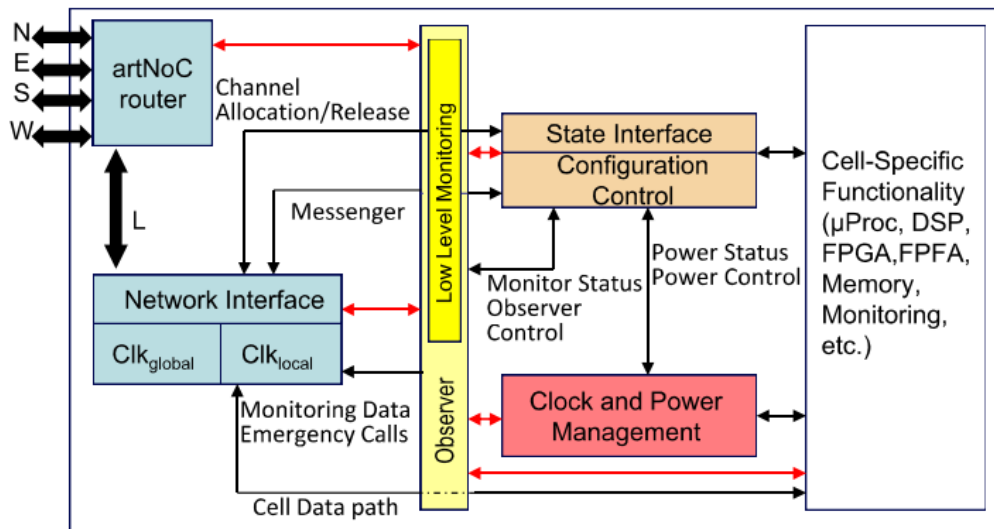 N
E
S
W
artNoC
router
L
Channel
Allocation/Release
Messenger
Network Interface
Clkglobal
Clklocal
Monitoring Data
Emergency Calls
Cell Data path
Low Level Monitoring
Observer
State Interface
Configuration
Control
Monitor Status
Observer
Control
Power Status
Power Control
Clock and Power
Management
Cell-Specific
Functionality
(µProc, DSP,
FPGA,FPFA,
Memory,
Monitoring,
etc.)